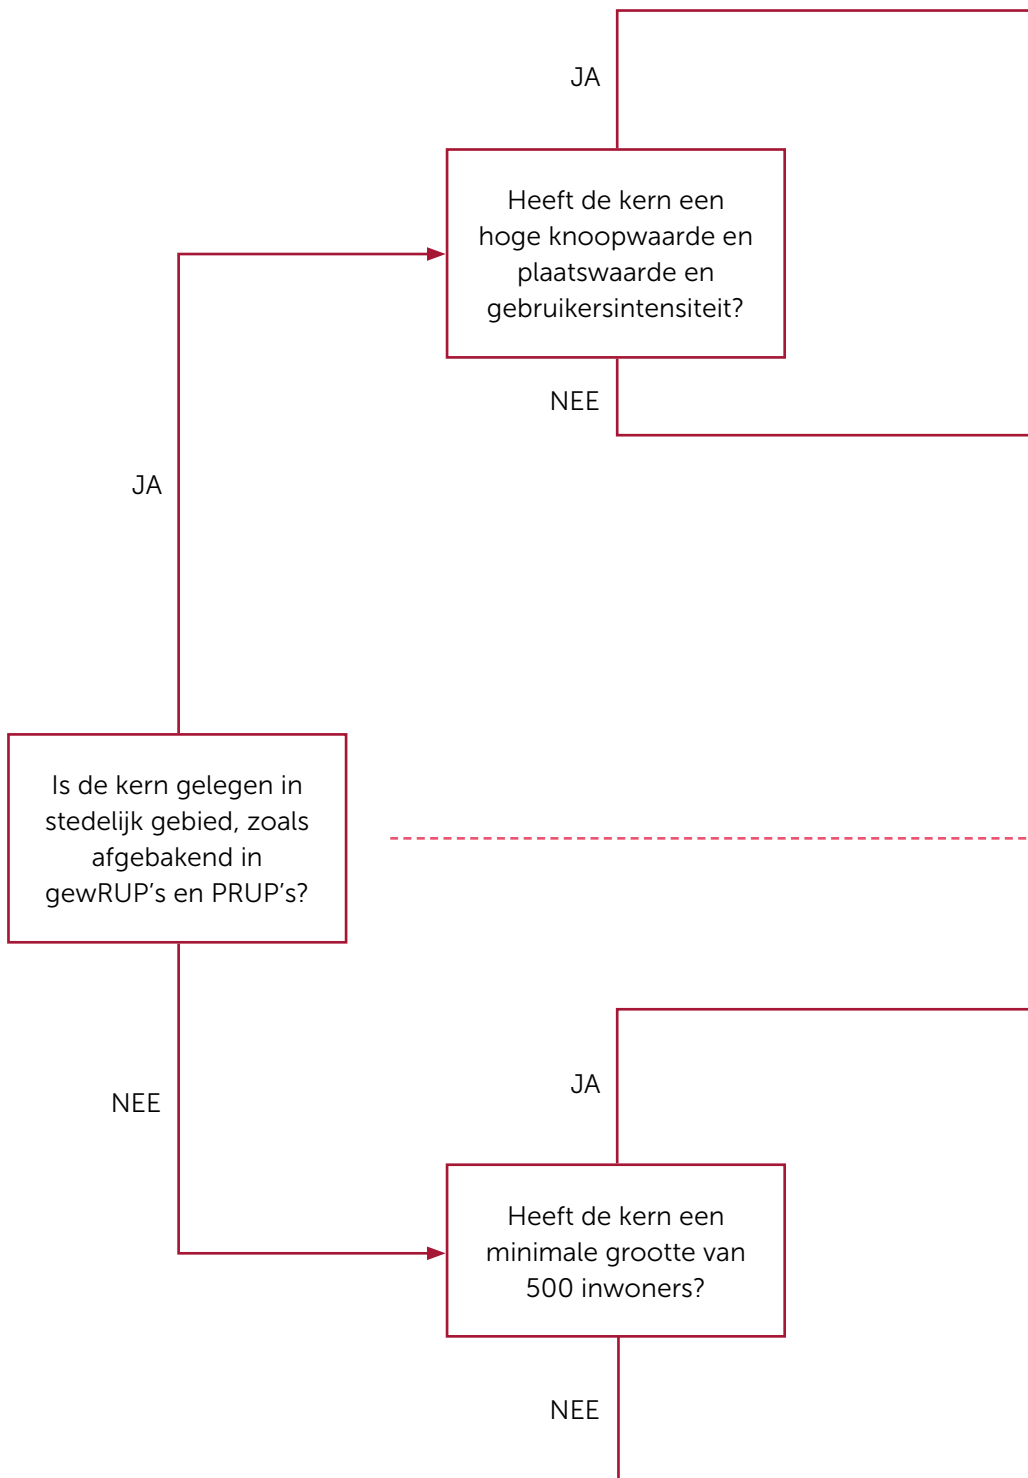 JA
Heeft de kern een
hoge knoopwaarde en
plaatswaarde en
gebruikersintensiteit?
NEE
JA
Is de kern gelegen in
stedelijk gebied, zoals
afgebakend in
gewRUP’s en PRUP’s?
NEE
JA
Heeft de kern een
minimale grootte van
500 inwoners?
NEE